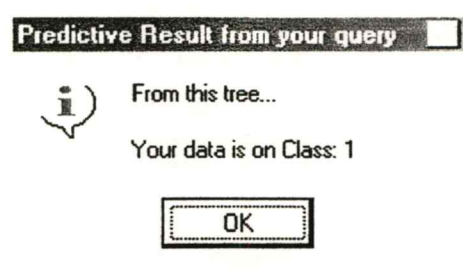 Predictive Result from your query
From this tree...
Your data is on Class: 1
OK